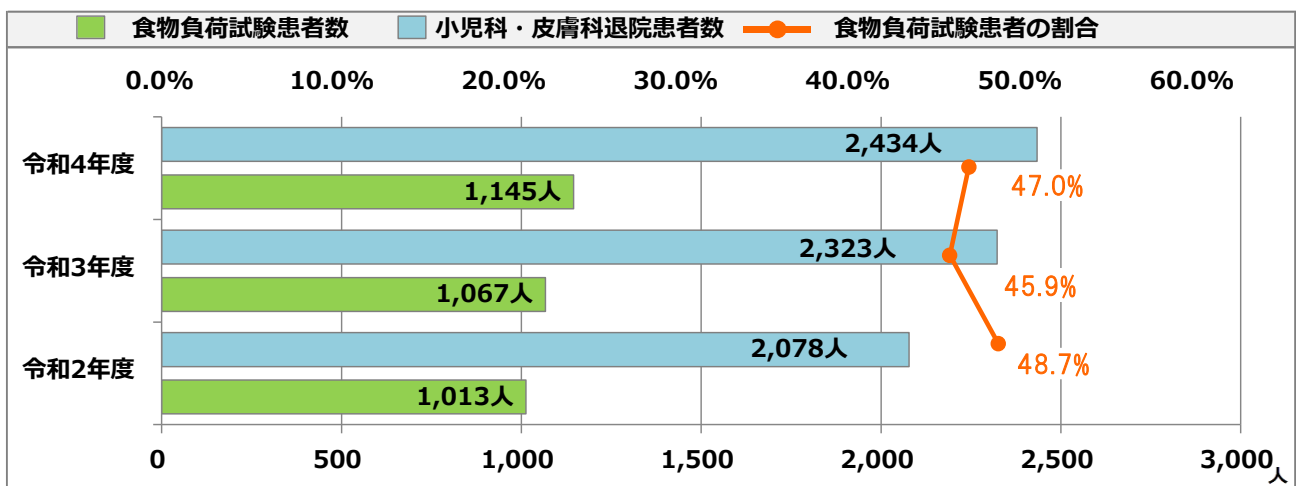 食物負荷試験患者数 小児科・皮膚科退院患者数 食物負荷試験患者の割合
0.0% 10.0% 20.0% 30.0% 40.0% 50.0% 60.0%
令和4年度
2,434人
1,145人
47.0%
令和3年度
2,323人
1,067人
45.9%
令和2年度
2,078人
1,013人
48.7%
0 500 1,000 1,500 2,000 2,500 3,000
人